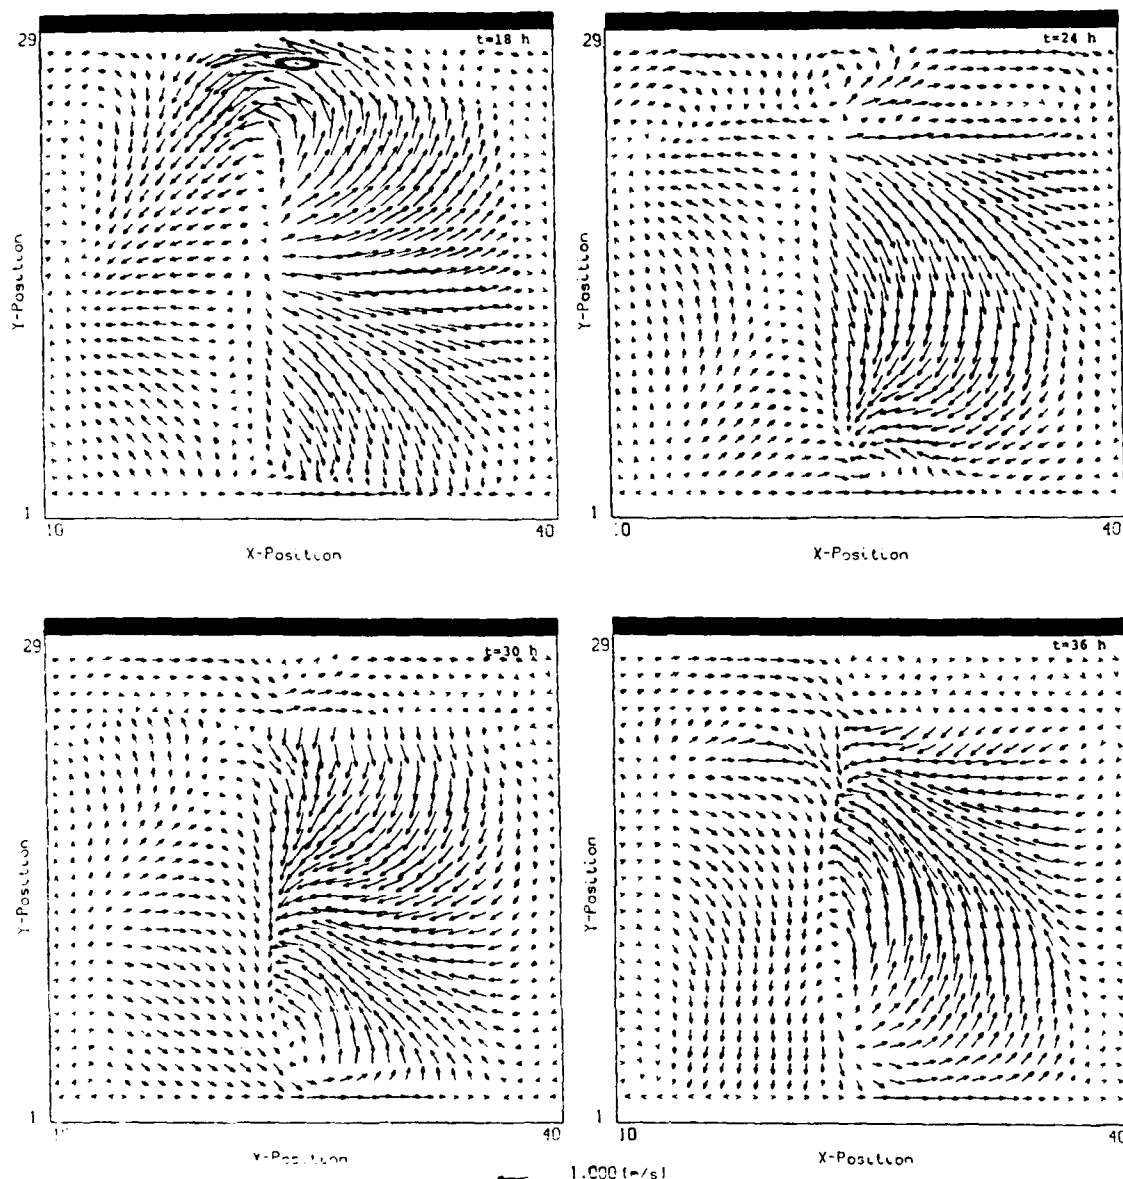 29
t=18 h
Y-Position
1
10
40
X-Position
29
t=24 h
Y-Position
1
10
40
X-Position
29
t=30 h
Y-Position
1
40
X-Position
29
t=36 h
Y-Position
1
10
40
X-Position
1.000 (m/s)